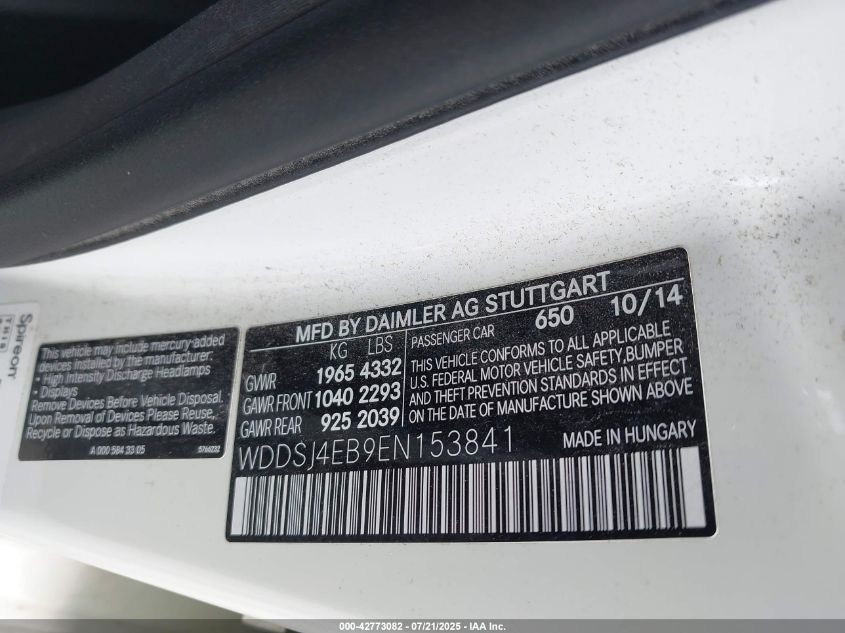 Spireon
THIS
This vehicle may include mercury-added
devices installed by the manufacturer:
- High Intensity Discharge Headlamps
- Displays
Remove Devices Before Vehicle Disposal.
Upon Removal of Devices Please Reuse,
Recycle or Dispose as Hazardous Waste.
A 000 584 33 05 5766232
MFD BY DAIMLER AG STUTTGART
KG LBS
GVWR 1965 4332
GAWR FRONT 1040 2293
GAWR REAR 925 2039
PASSENGER CAR 650 10/14
THIS VEHICLE CONFORMS TO ALL APPLICABLE
U.S. FEDERAL MOTOR VEHICLE SAFETY, BUMPER
AND THEFT PREVENTION STANDARDS IN EFFECT
ON THE DATE OF MANUFACTURE SHOWN ABOVE
WDDSJ4EB9EN153841 MADE IN HUNGARY
000-42773082 - 07/21/2025 - IAA Inc.